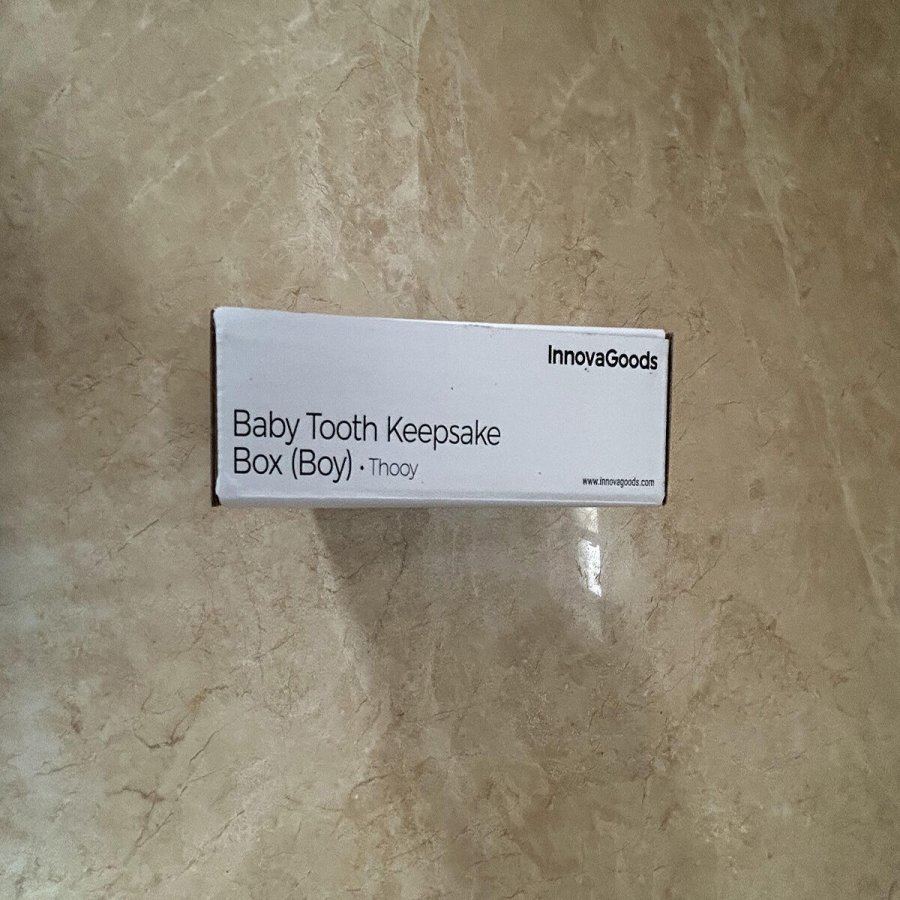 InnovaGoods
Baby Tooth Keepsake
Box (Boy) • Thooy
www.innovagoods.com